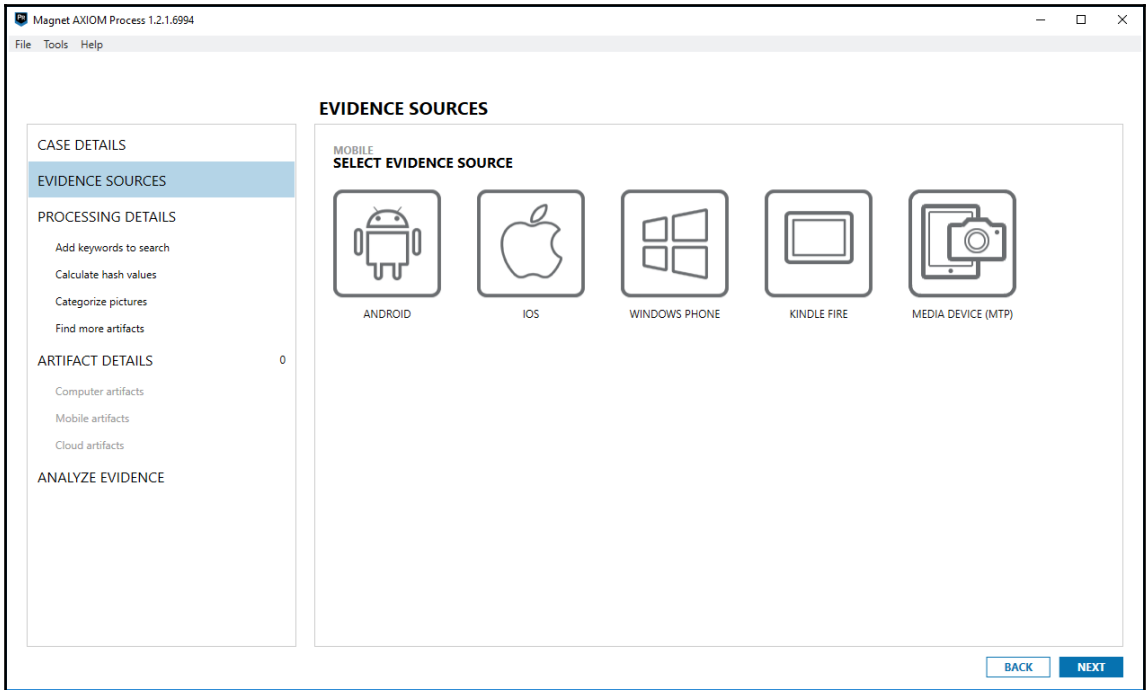 PR
Magnet AXIOM Process 1.2.1.6994
File Tools Help
EVIDENCE SOURCES
CASE DETAILS
EVIDENCE SOURCES
PROCESSING DETAILS
Add keywords to search
Calculate hash values
Categorize pictures
Find more artifacts
ARTIFACT DETAILS 0
Computer artifacts
Mobile artifacts
Cloud artifacts
ANALYZE EVIDENCE
MOBILE
SELECT EVIDENCE SOURCE
ANDROID IOS WINDOWS PHONE KINDLE FIRE MEDIA DEVICE (MTP)
BACK NEXT